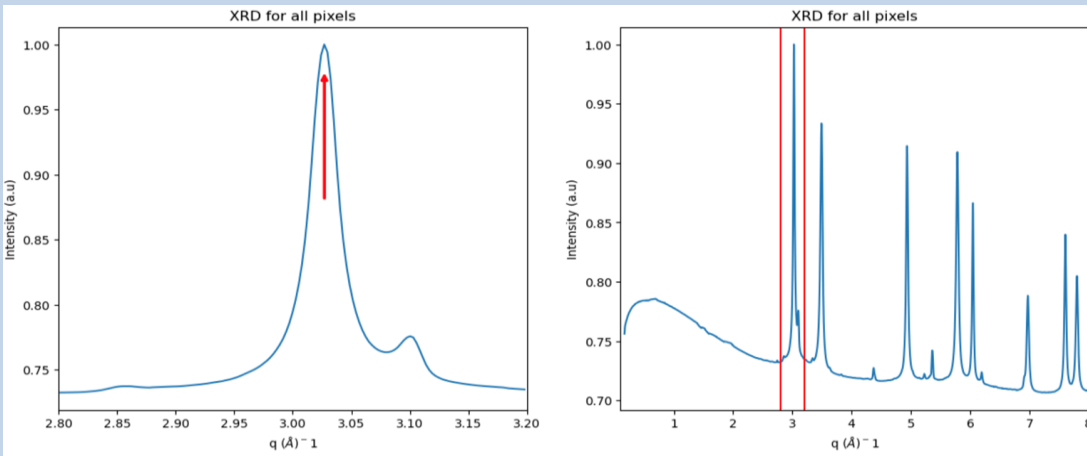 XRD for all pixels
1.00
0.95
0.90
0.85
0.80
0.75
Intensity (a.u)
2.80 2.85 2.90 2.95 3.00 3.05 3.10 3.15 3.20
q (Å)⁻1
XRD for all pixels
1.00
0.95
0.90
0.85
0.80
0.75
0.70
Intensity (a.u)
1 2 3 4 5 6 7 8
q (Å)⁻1